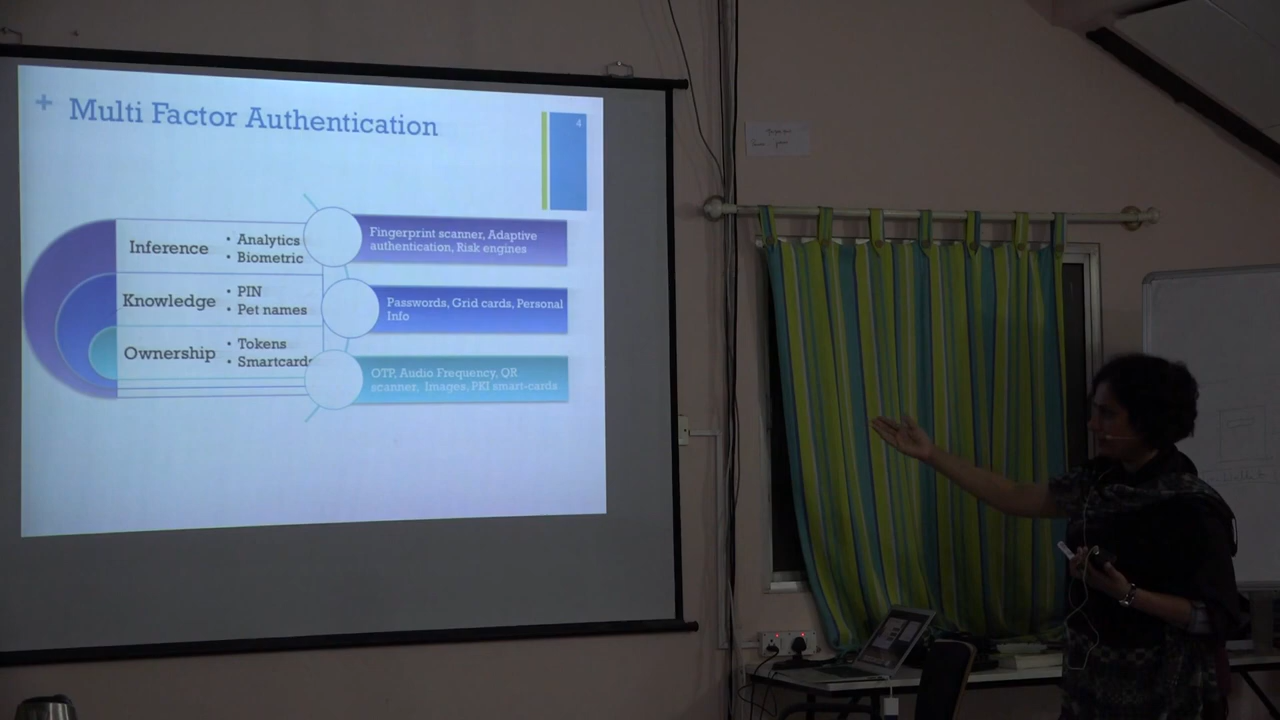 + Multi Factor Authentication
4
Inference
• Analytics
• Biometric
Fingerprint scanner, Adaptive
authentication, Risk engines
Knowledge
• PIN
• Pet names
Passwords, Grid cards, Personal
Info
Ownership
• Tokens
• Smartcards
OTP, Audio Frequency, QR
scanner, Images, PKI smart-cards